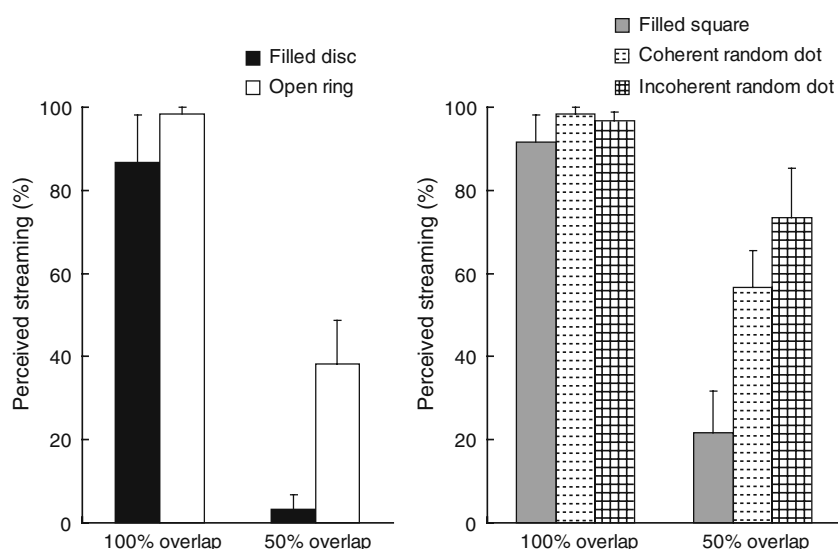 Filled disc
Open ring
Perceived streaming (%)
100
80
60
40
20
0
100% overlap
50% overlap
Filled square
Coherent random dot
Incoherent random dot
Perceived streaming (%)
100
80
60
40
20
0
100% overlap
50% overlap